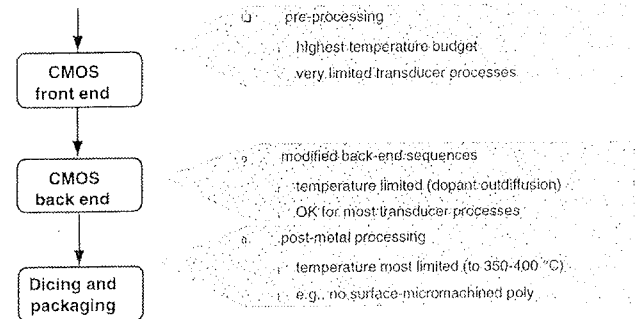 pre-processing
highest temperature budget
very limited transducer processes
CMOS
front end
modified back-end sequences
CMOS
back end
temperature limited (dopant outdiffusion)
OK for most transducer processes
post-metal processing
temperature most limited (to 350-400 °C)
e.g., no surface-micromachined poly
Dicing and
packaging